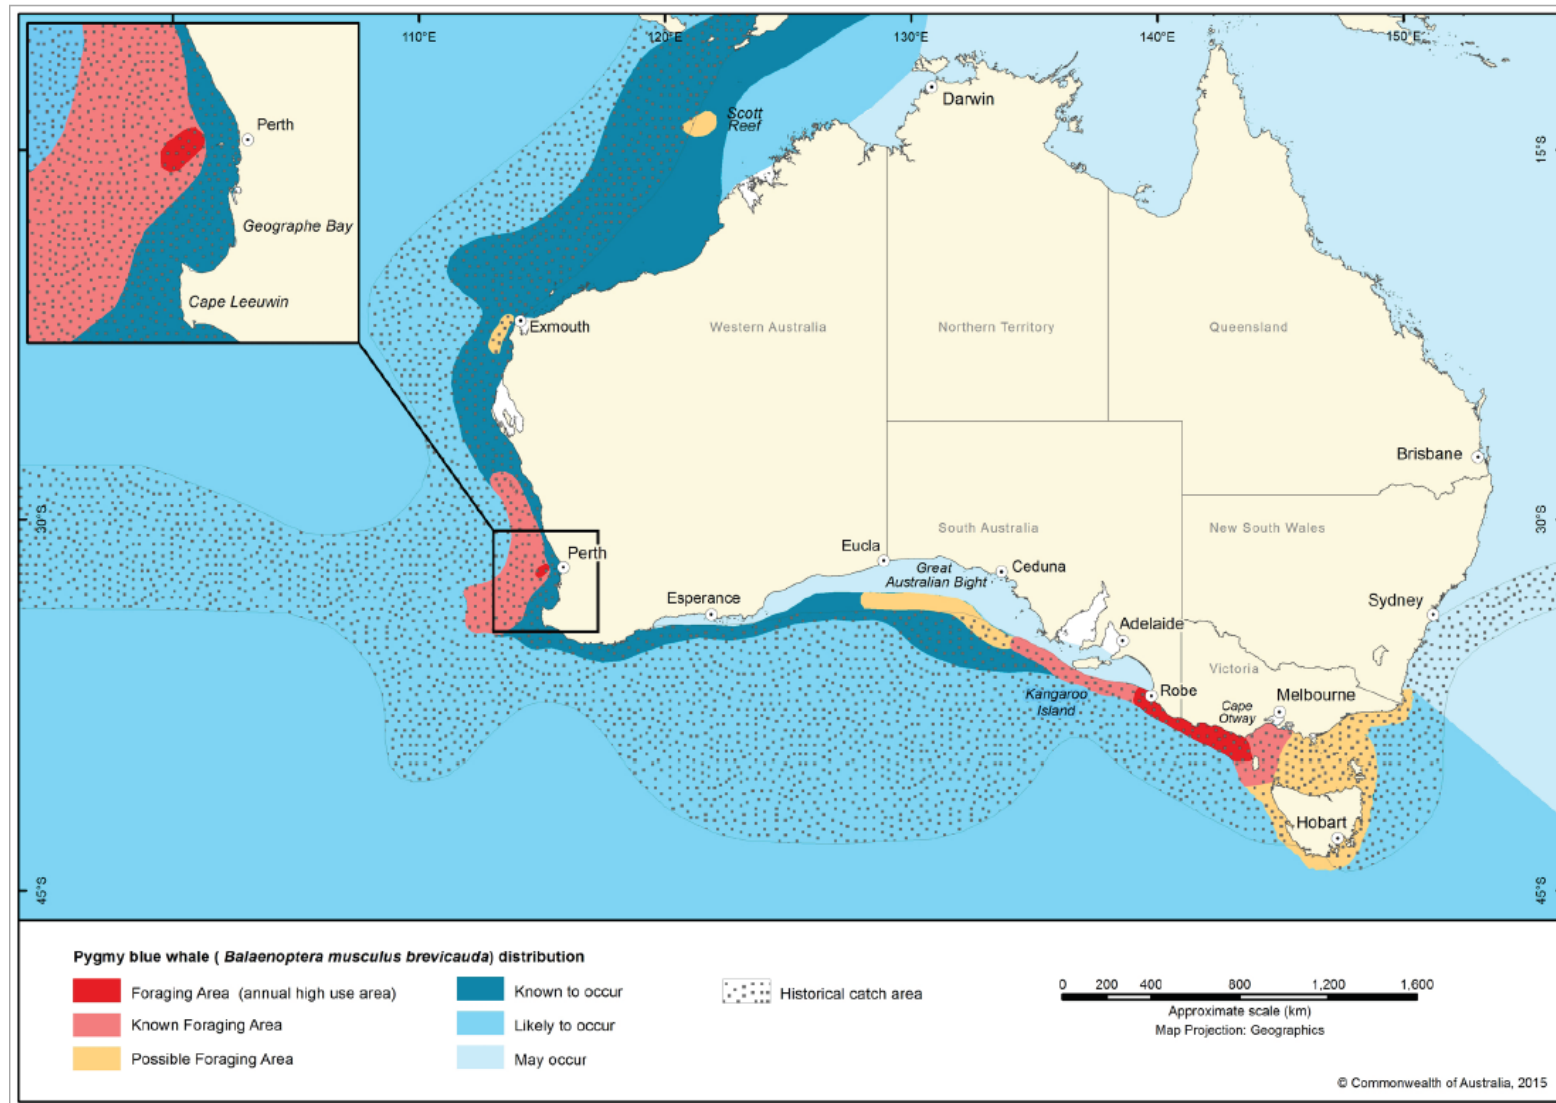 110°E
120°E
130°E
140°E
150°E
15°S
15°S
30°S
30°S
45°S
45°S
Perth
Geographe Bay
Cape Leeuwin
Scott
Reef
Darwin
Exmouth
Western Australia
Northern Territory
Queensland
Brisbane
South Australia
New South Wales
Perth
Eucla
Great
Australian Bight
Ceduna
Esperance
Sydney
Adelaide
Victoria
Kangaroo
Island
Robe
Cape
Otway
Melbourne
Hobart
Pygmy blue whale ( Balaenoptera musculus brevicauda) distribution
Foraging Area (annual high use area)
Known Foraging Area
Possible Foraging Area
Known to occur
Likely to occur
May occur
Historical catch area
0 200 400 800 1,200 1,600
Approximate scale (km)
Map Projection: Geographics
© Commonwealth of Australia, 2015